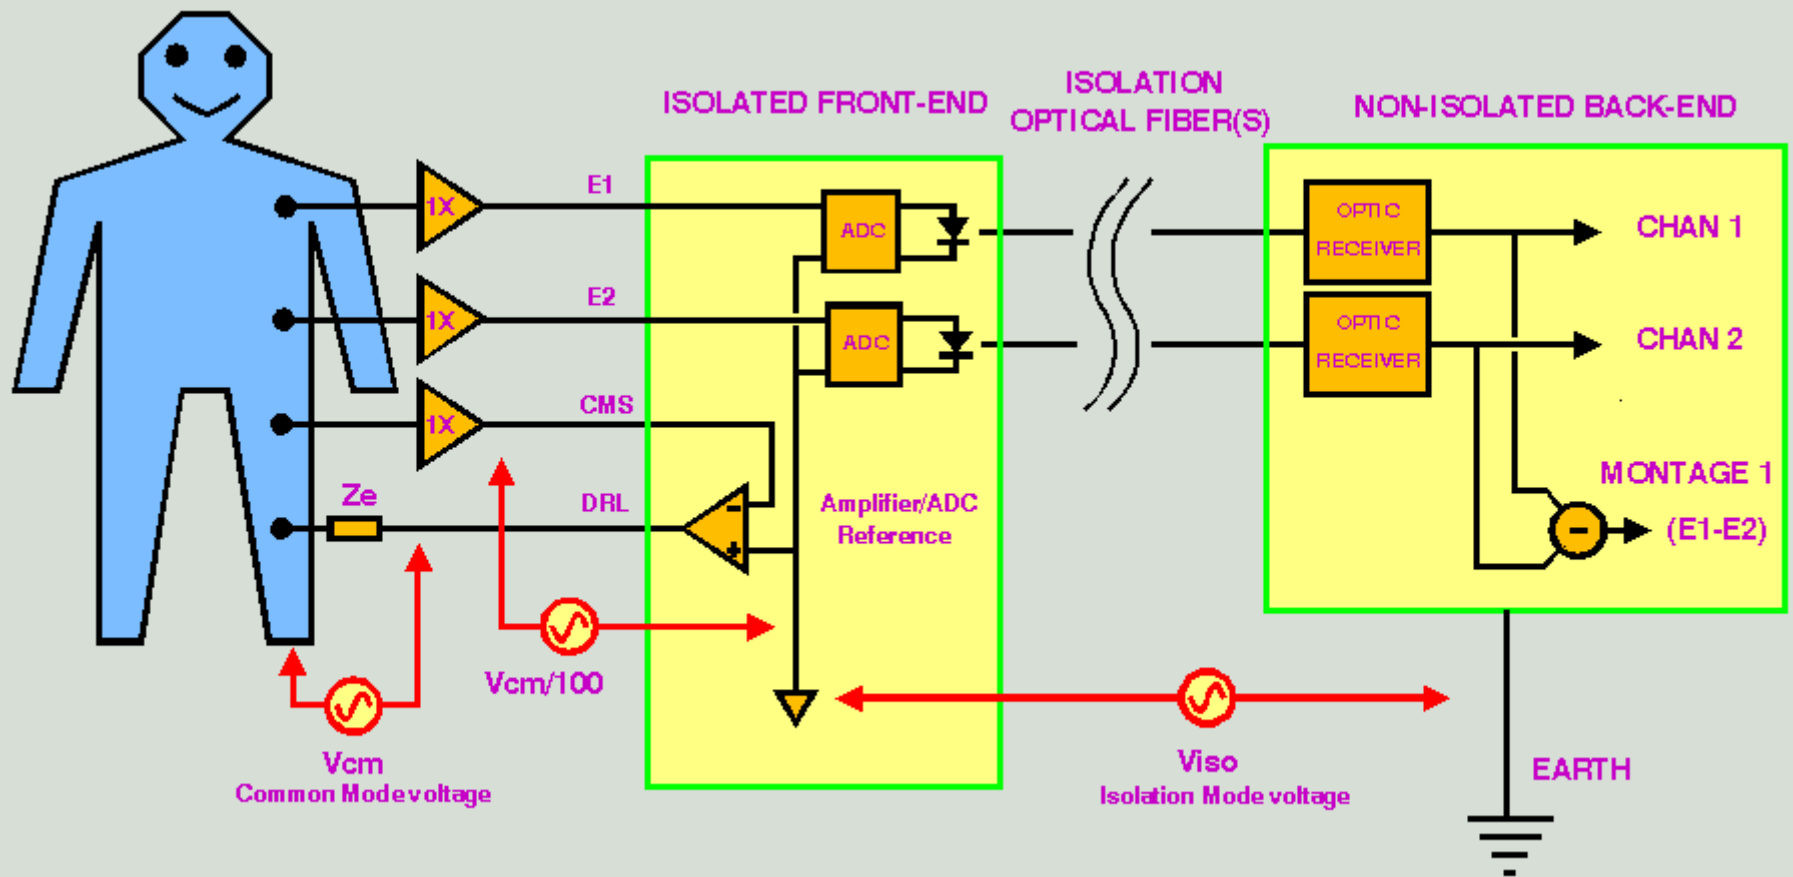 ISOLATED FRONT-END
ISOLATION
OPTICAL FIBER(S)
NON-ISOLATED BACK-END
1X
E1
ADC
OPTIC
RECEIVER
CHAN 1
1X
E2
ADC
OPTIC
RECEIVER
CHAN 2
1X
CMS
Ze
DRL
-
+
Amplifier/ADC
Reference
MONTAGE 1
-
(E1-E2)
Vcm/100
Vcm
Common Mode voltage
Viso
Isolation Mode voltage
EARTH